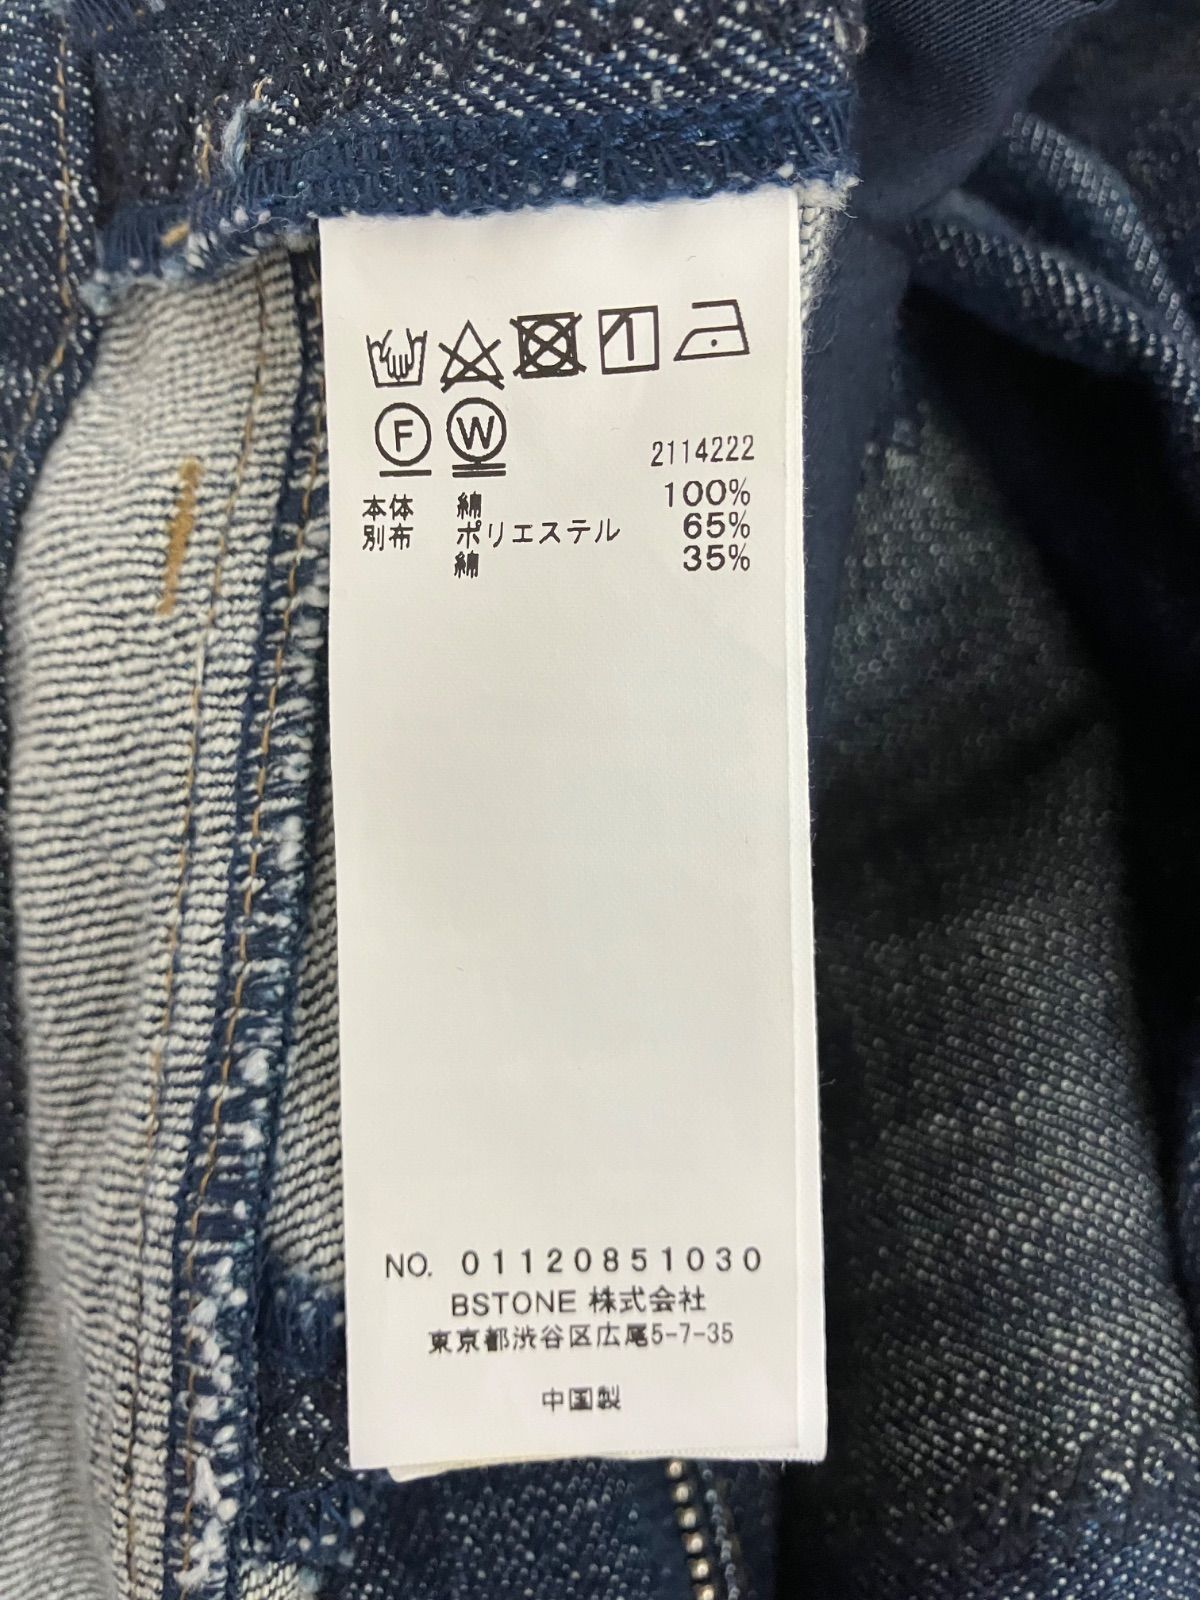 F W
2114222
本体 綿 100%
別布 ポリエステル 65%
綿 35%
NO. 01120851030
BSTONE 株式会社
東京都渋谷区広尾5-7-35
中国製